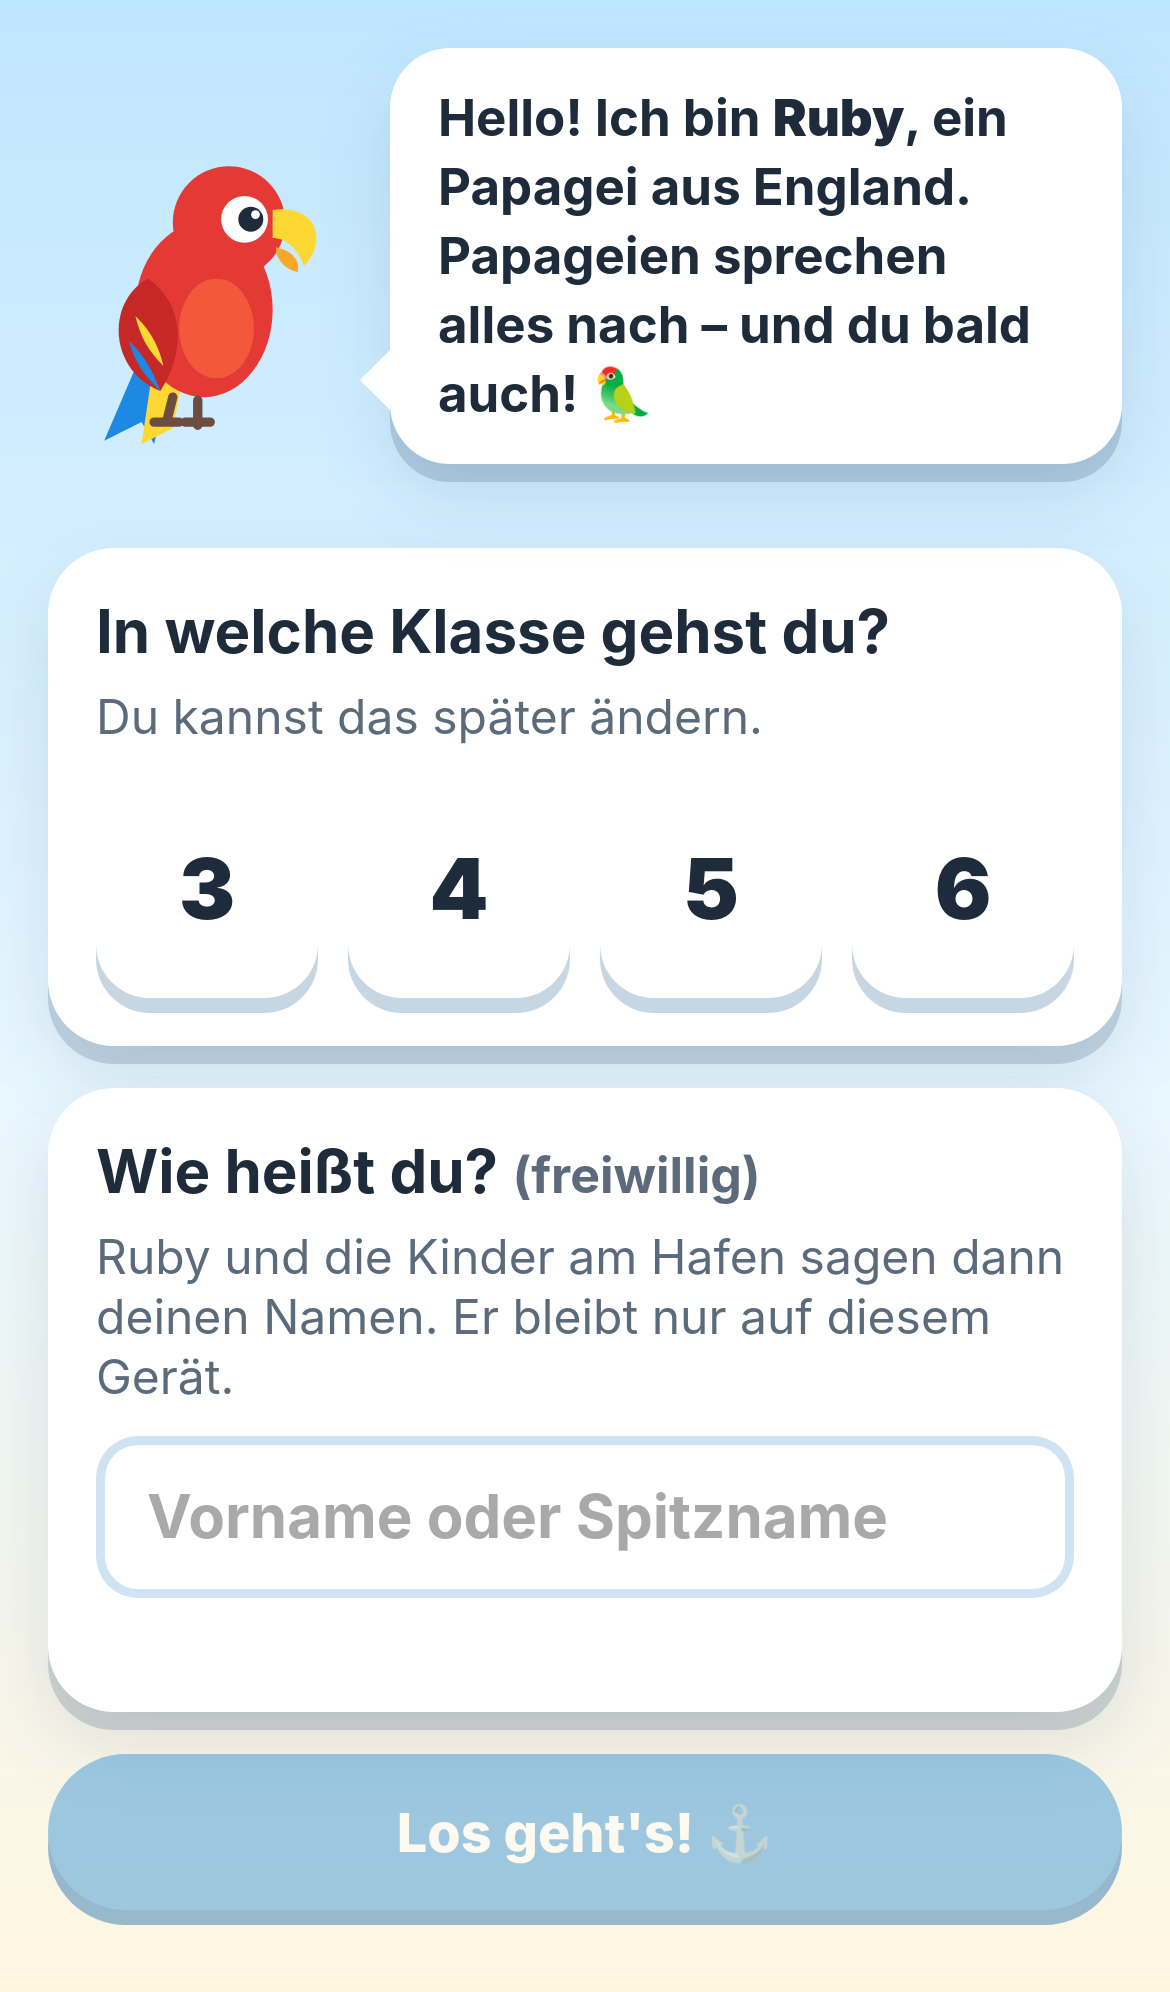 Hello! Ich bin Ruby, ein
Papagei aus England.
Papageien sprechen
alles nach – und du bald
auch! 🦜
In welche Klasse gehst du?
Du kannst das später ändern.
3 4 5 6
Wie heißt du? (freiwillig)
Ruby und die Kinder am Hafen sagen dann
deinen Namen. Er bleibt nur auf diesem
Gerät.
Vorname oder Spitzname
Los geht's! ⚓